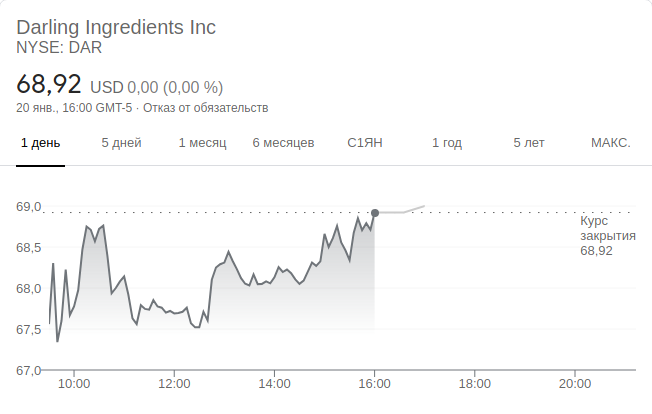 Darling Ingredients Inc
NYSE: DAR
68,92 USD 0,00 (0,00 %)
20 янв., 16:00 GMT-5 · Отказ от обязательств
1 день 5 дней 1 месяц 6 месяцев С1ЯН 1 год 5 лет МАКС.
69,0
Курс
закрытия
68,92
68,5
68,0
67,5
67,0
10:00 12:00 14:00 16:00 18:00 20:00